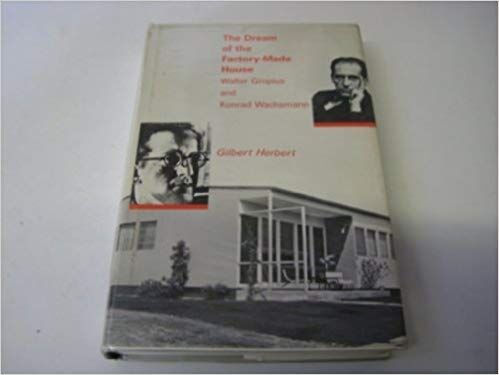 The Dream
of the
Factory-Made
House
Walter Gropius
and
Konrad Wachsmann
Gilbert Herbert